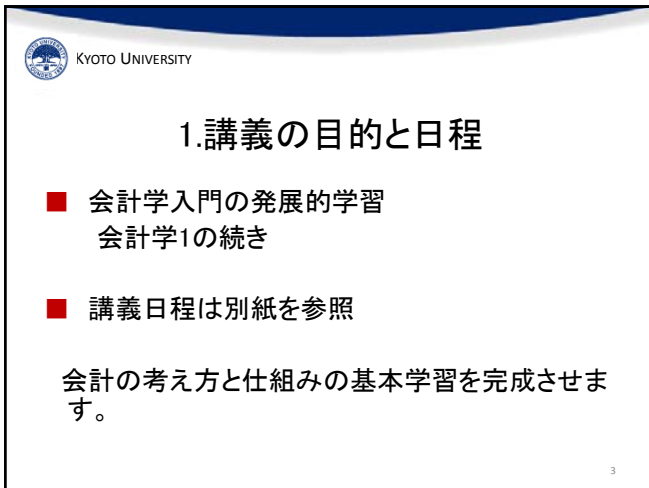 KYOTO UNIVERSITY
1.講義の目的と日程
■ 会計学入門の発展的学習
会計学1の続き
■ 講義日程は別紙を参照
会計の考え方と仕組みの基本学習を完成させま
す。
3